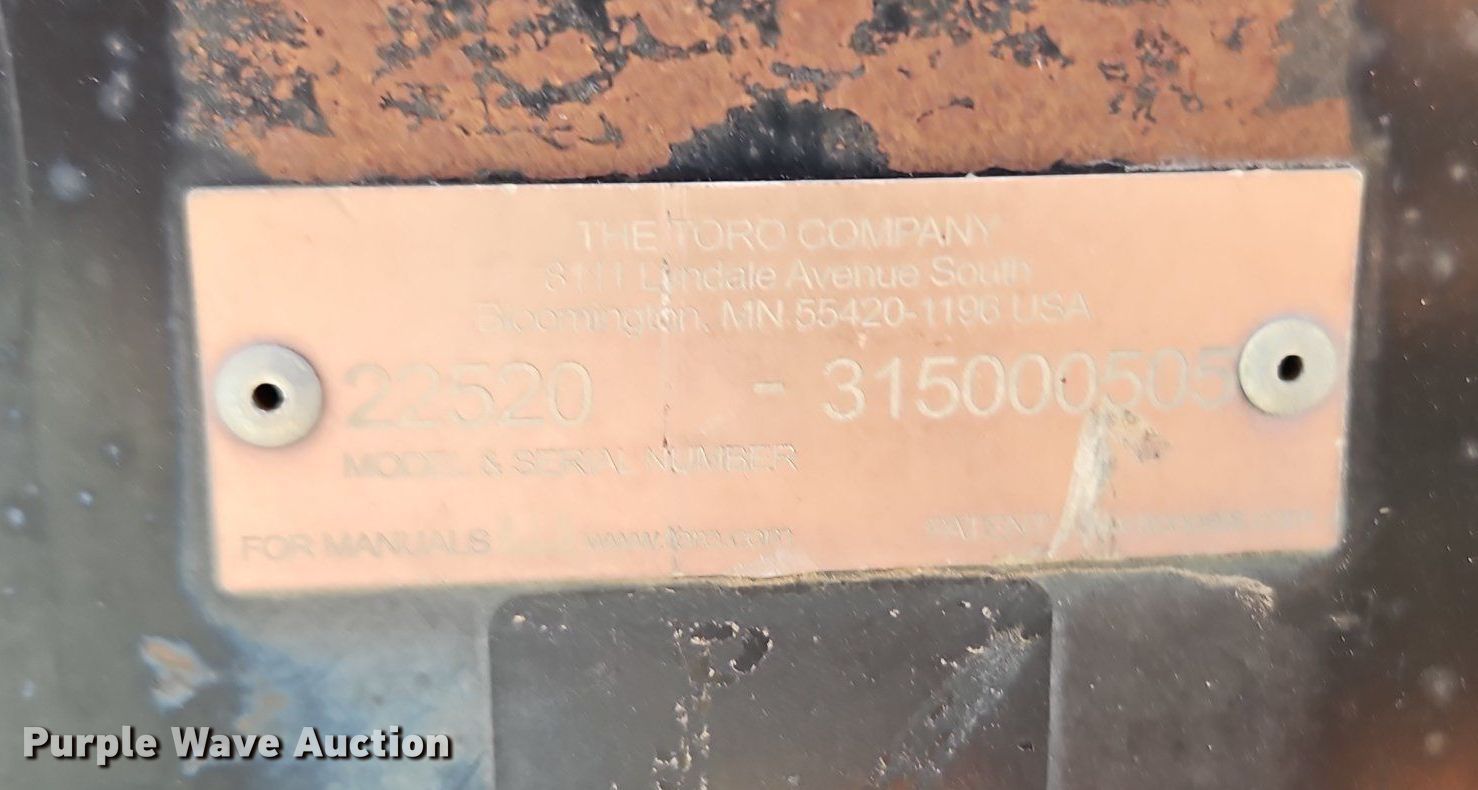 THE TORO COMPANY
8111 Lyndale Avenue South
Bloomington, MN 55420-1196 USA
22520 - 315000505
MODEL & SERIAL NUMBER
FOR MANUALS www.toro.com
PATENT
Purple Wave Auction